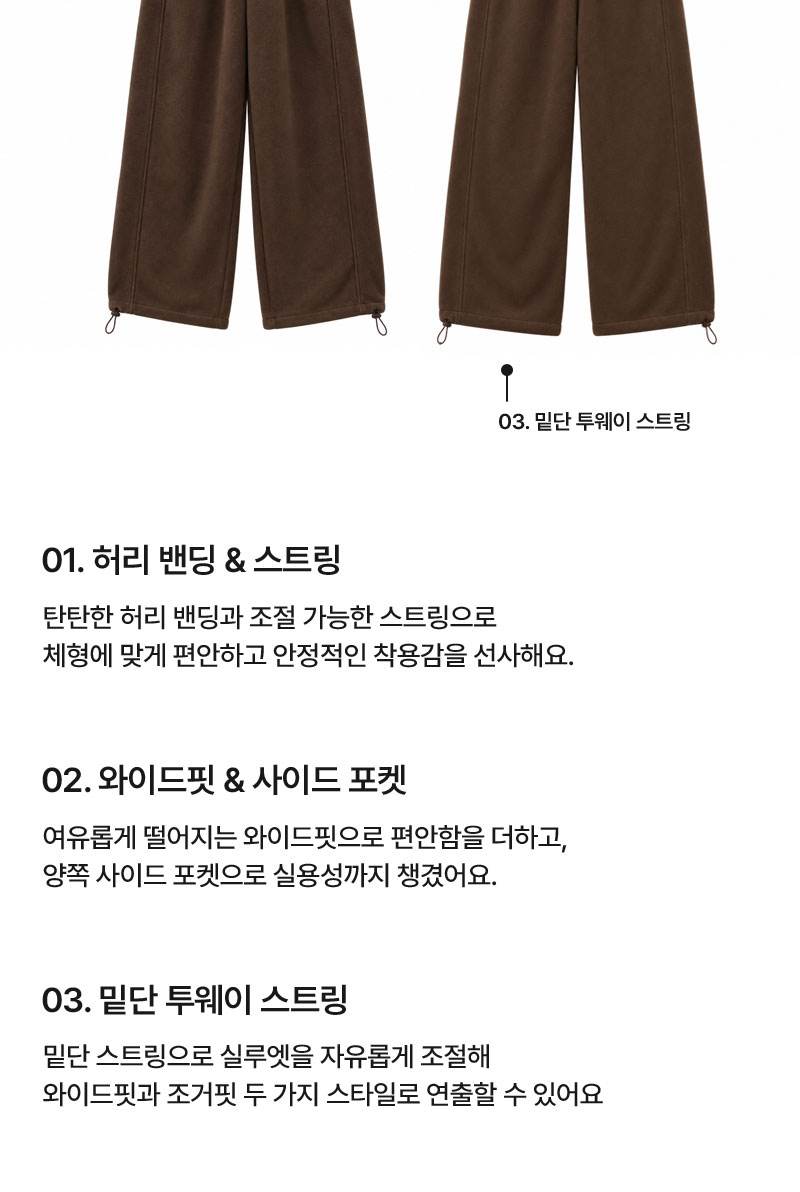 03. 밑단 투웨이 스트링
01. 허리 밴딩 & 스트링
탄탄한 허리 밴딩과 조절 가능한 스트링으로
체형에 맞게 편안하고 안정적인 착용감을 선사해요.
02. 와이드핏 & 사이드 포켓
여유롭게 떨어지는 와이드핏으로 편안함을 더하고,
양쪽 사이드 포켓으로 실용성까지 챙겼어요.
03. 밑단 투웨이 스트링
밑단 스트링으로 실루엣을 자유롭게 조절해
와이드핏과 조거핏 두 가지 스타일로 연출할 수 있어요